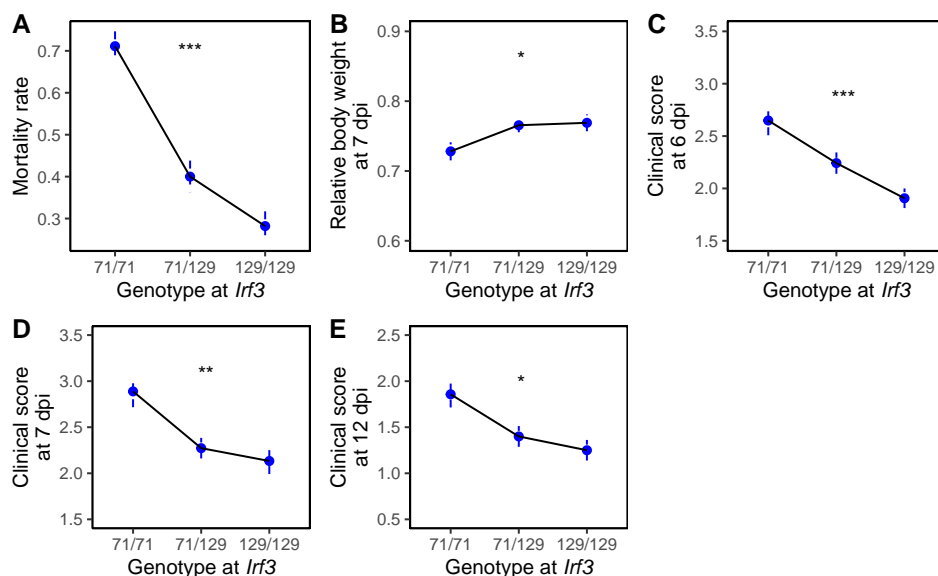 A
Mortality rate
0.7
0.6
0.5
0.4
0.3
***
71/71 71/129 129/129
Genotype at Irf3
B
Relative body weight
at 7 dpi
0.9
0.8
0.7
0.6
*
71/71 71/129 129/129
Genotype at Irf3
C
Clinical score
at 6 dpi
3.5
3.0
2.5
2.0
1.5
***
71/71 71/129 129/129
Genotype at Irf3
D
Clinical score
at 7 dpi
3.5
3.0
2.5
2.0
1.5
**
71/71 71/129 129/129
Genotype at Irf3
E
Clinical score
at 12 dpi
2.5
2.0
1.5
1.0
0.5
*
71/71 71/129 129/129
Genotype at Irf3